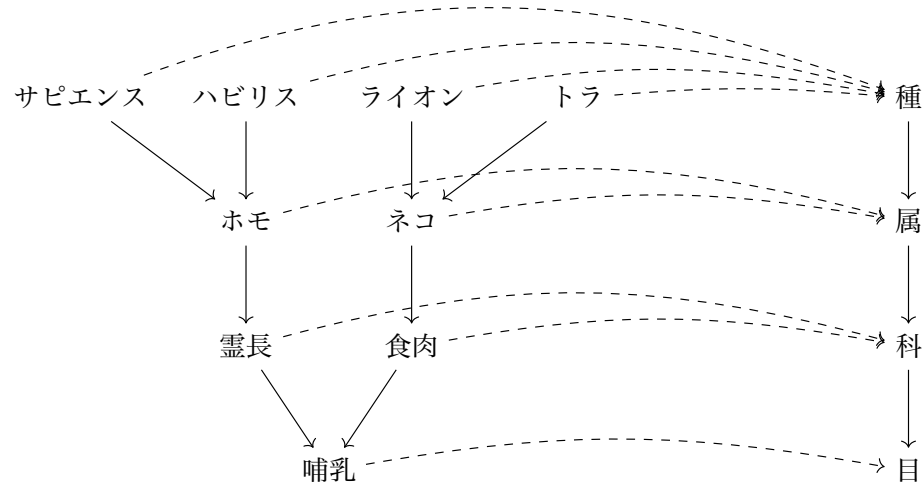 サピエンス ハビリス ライオン トラ 種
ホモ ネコ 属
霊長 食肉 科
哺乳 目